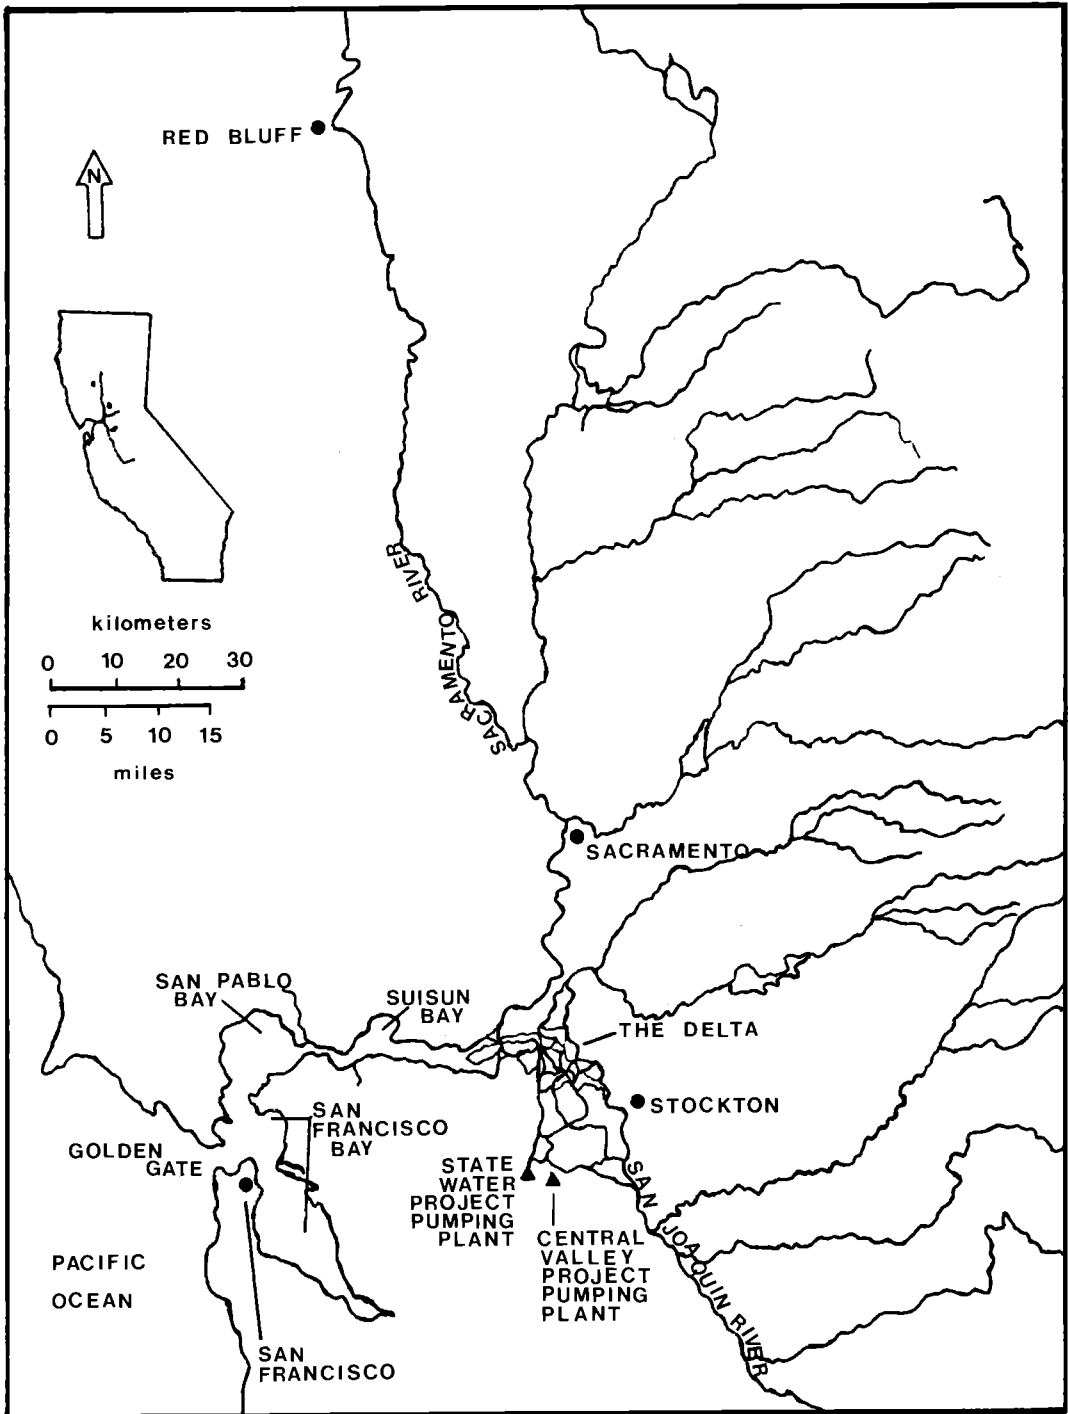 RED BLUFF
N
kilometers
0 10 20 30
0 5 10 15
miles
SACRAMENTO RIVER
SACRAMENTO
SAN PABLO
BAY
SUISUN
BAY
THE DELTA
STOCKTON
SAN
FRANCISCO
BAY
GOLDEN
GATE
STATE
WATER
PROJECT
PUMPING
PLANT
CENTRAL
VALLEY
PROJECT
PUMPING
PLANT
SAN JOAQUIN RIVER
PACIFIC
OCEAN
SAN
FRANCISCO